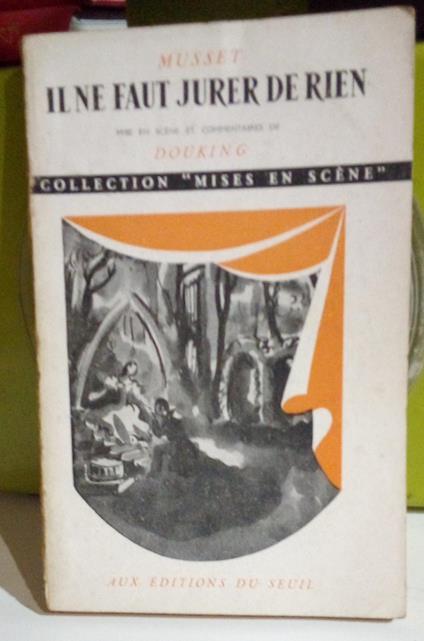 MUSSET
IL NE FAUT JURER DE RIEN
MISE EN SCÈNE ET COMMENTAIRES DE
DOUKING
COLLECTION "MISES EN SCÈNE"
AUX ÉDITIONS DU SEUIL